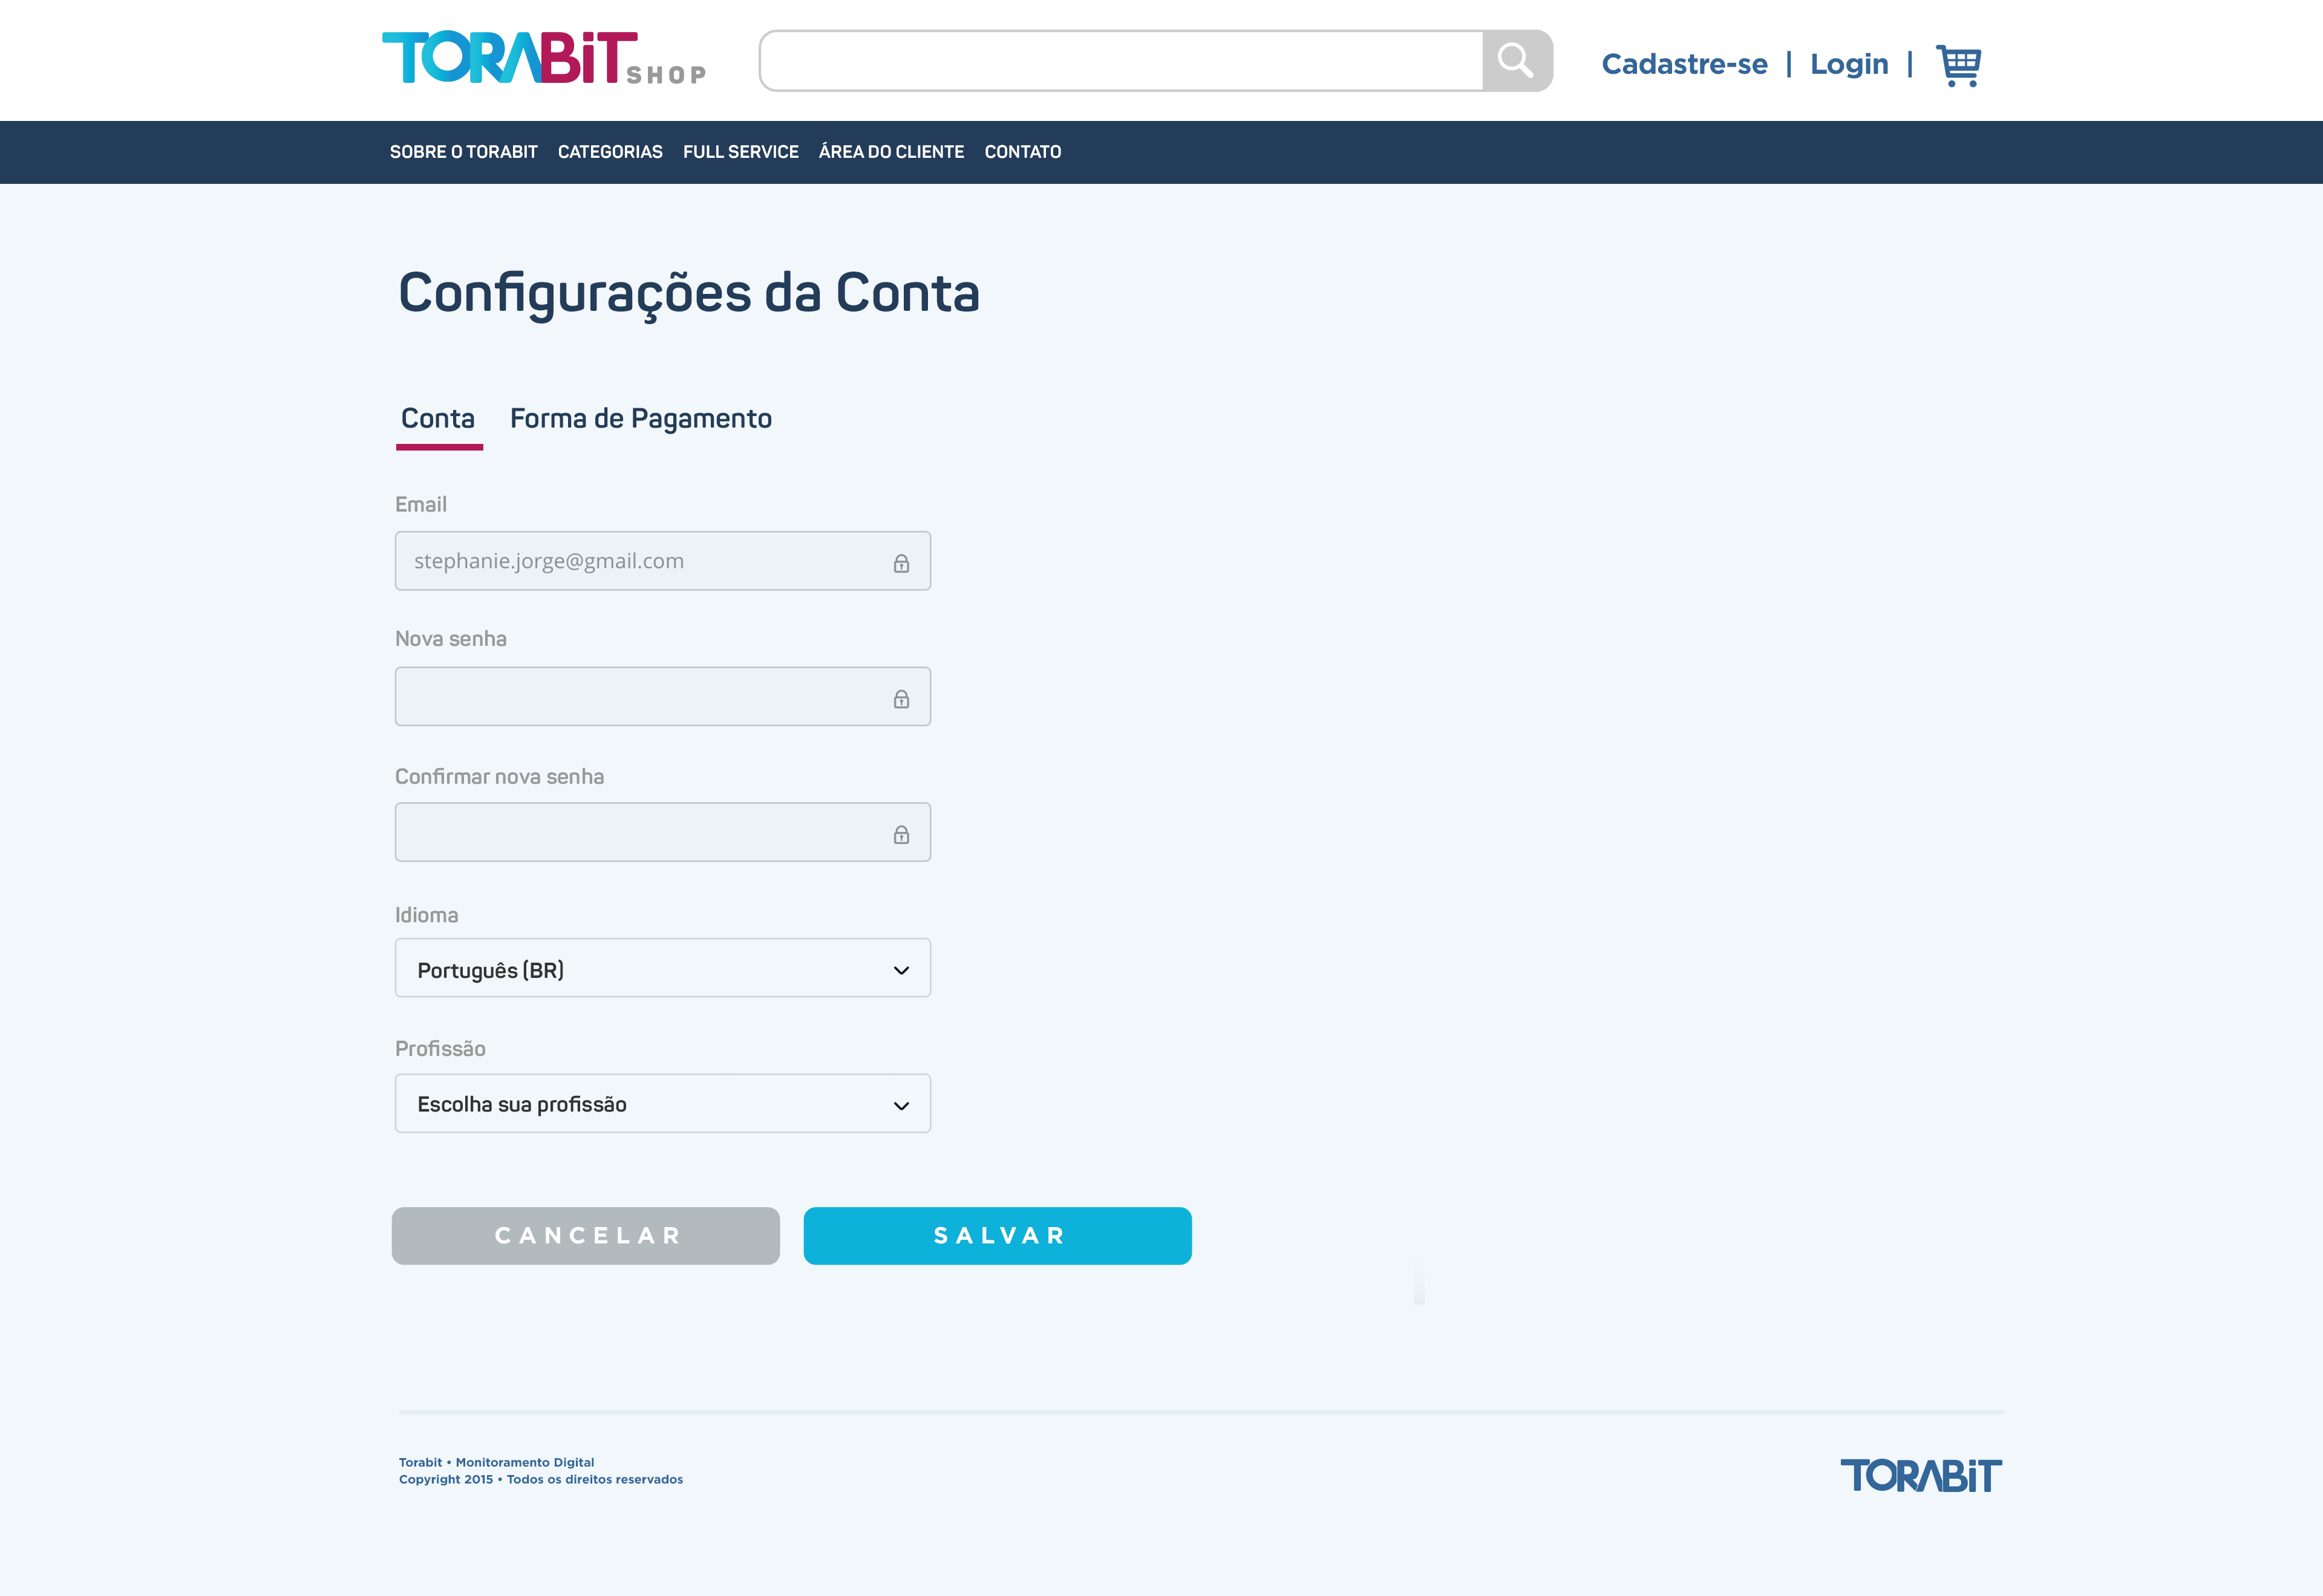 TORABiT SHOP
Cadastre-se | Login |
SOBRE O TORABIT CATEGORIAS FULL SERVICE ÁREA DO CLIENTE CONTATO
Configurações da Conta
Conta Forma de Pagamento
Email
stephanie.jorge@gmail.com
Nova senha
Confirmar nova senha
Idioma
Português (BR)
Profissão
Escolha sua profissão
CANCELAR SALVAR
Torabit • Monitoramento Digital
Copyright 2015 • Todos os direitos reservados
TORABiT